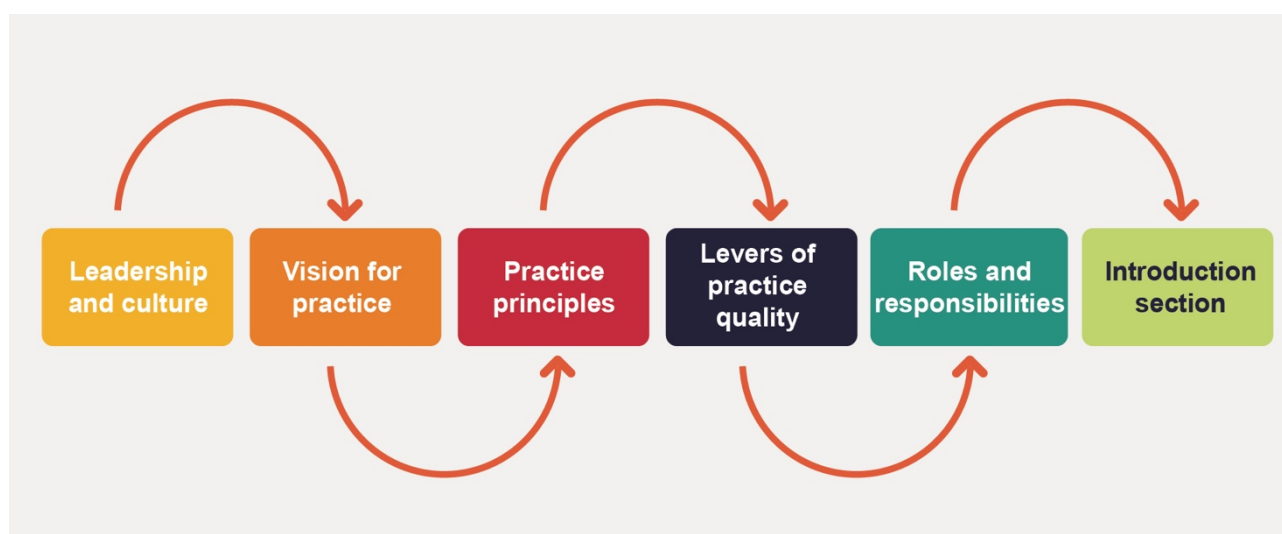 Leadership
and culture
Vision for
practice
Practice
principles
Levers of
practice
quality
Roles and
responsibilities
Introduction
section